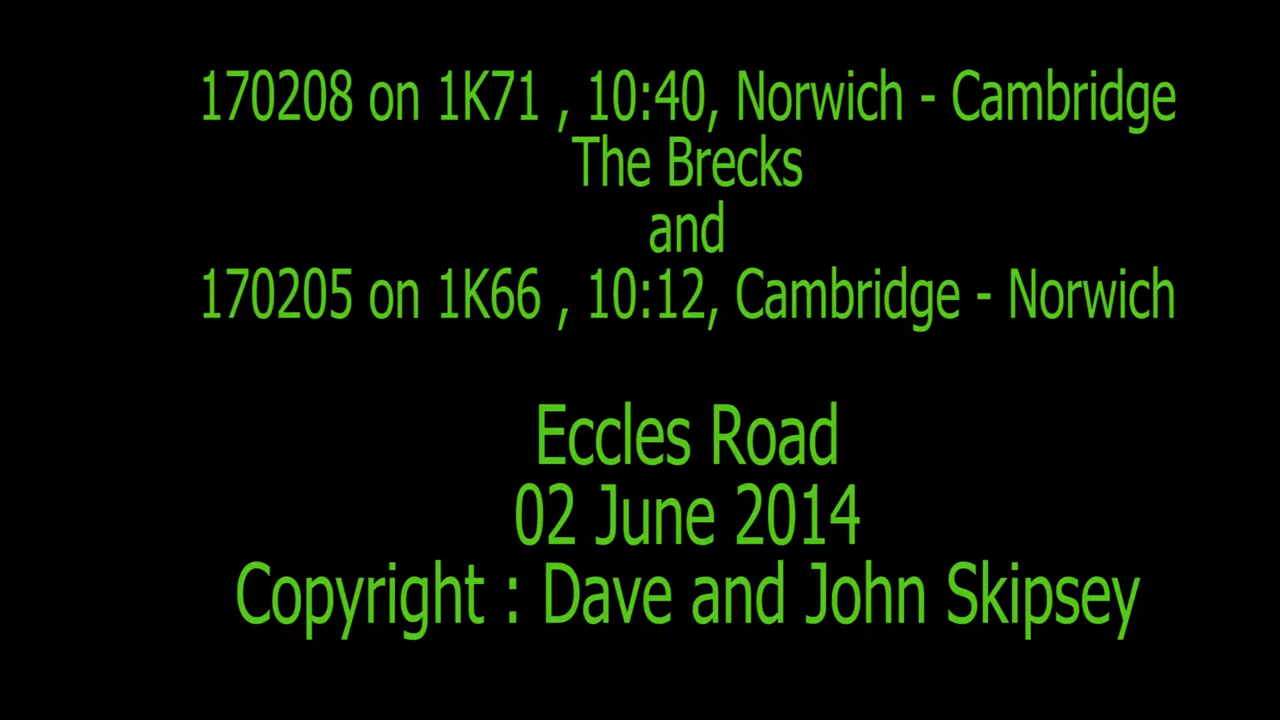 170208 on 1K71 , 10:40, Norwich - Cambridge
The Brecks
and
170205 on 1K66 , 10:12, Cambridge - Norwich
Eccles Road
02 June 2014
Copyright : Dave and John Skipsey